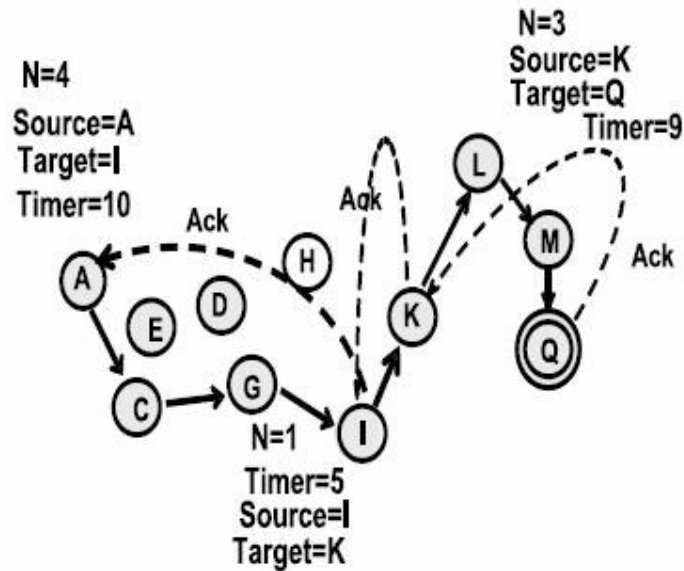 N=4
Source=A
Target=I
Timer=10
N=3
Source=K
Target=Q
Timer=9
Ack
Ack
Ack
A
E
D
H
C
G
I
K
L
M
Q
N=1
Timer=5
Source=I
Target=K